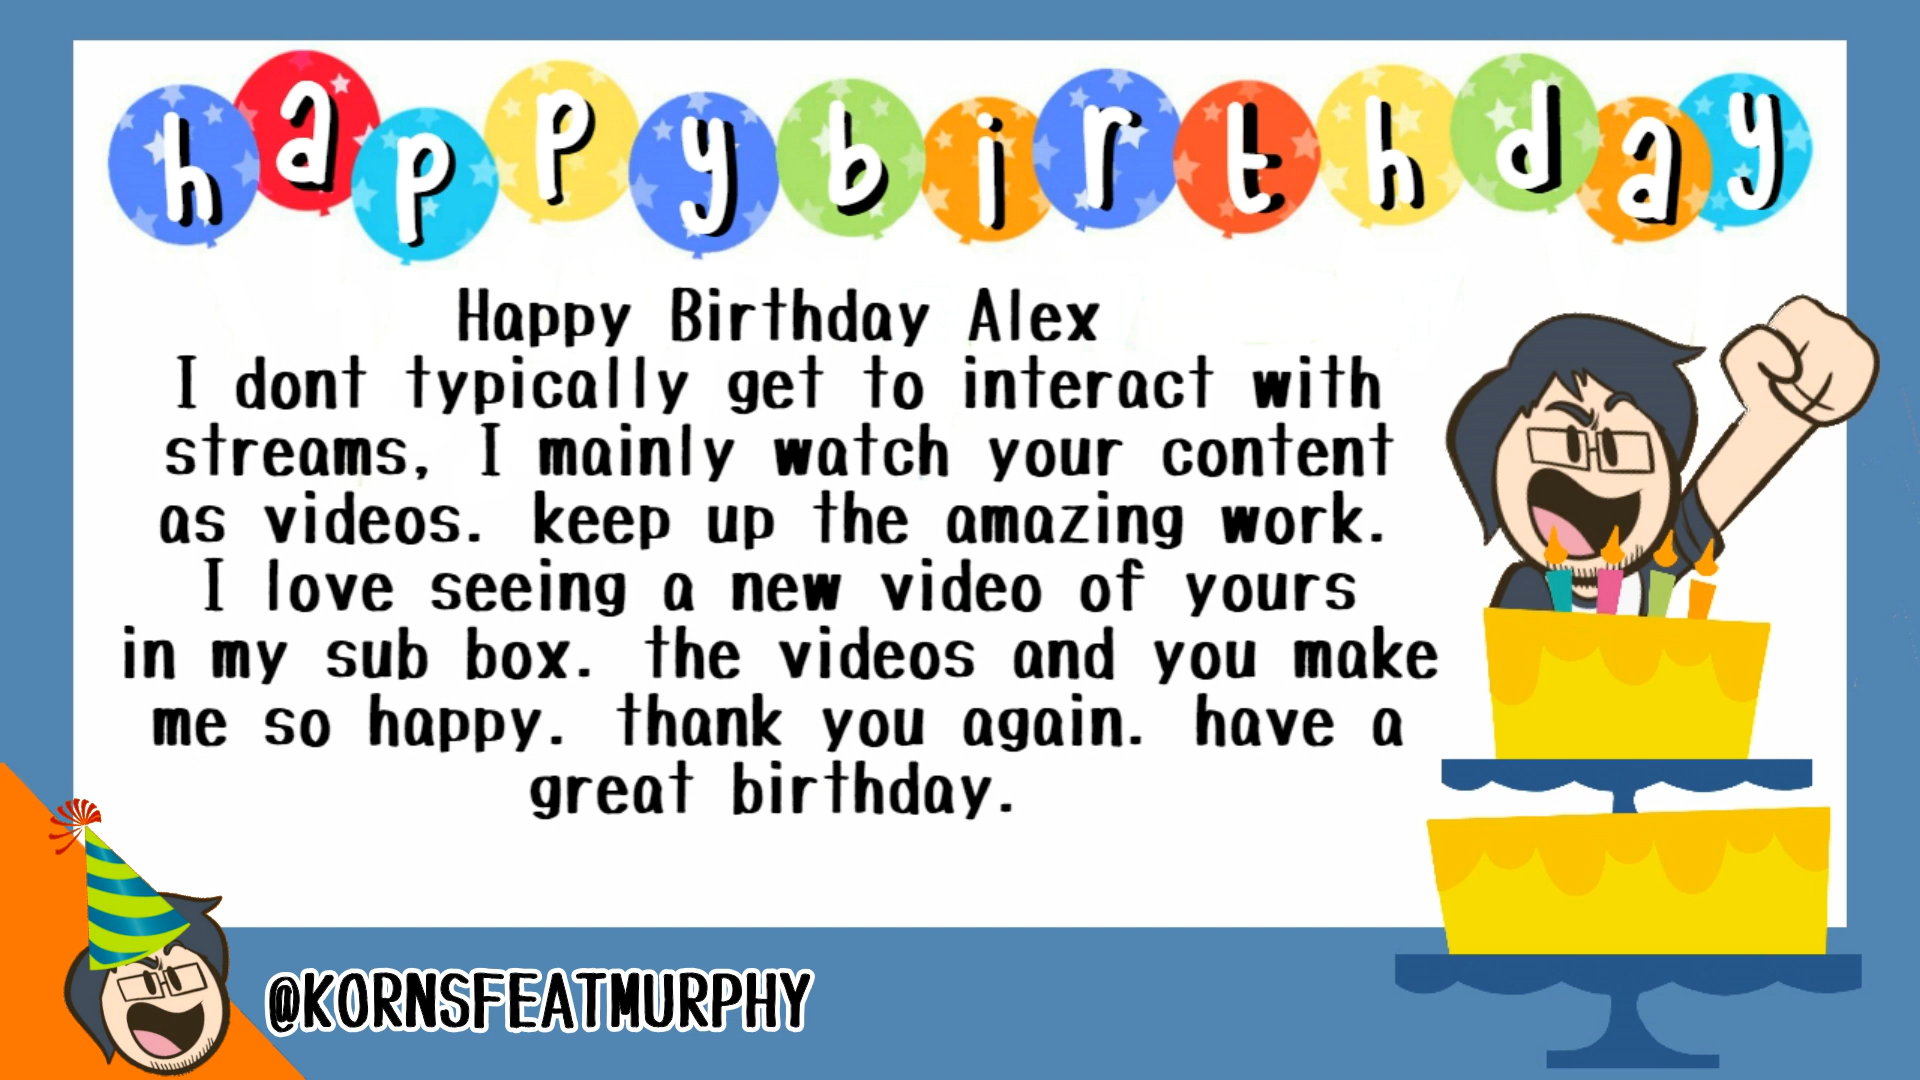 happybirthday
Happy Birthday Alex
I dont typically get to interact with
streams, I mainly watch your content
as videos. keep up the amazing work.
I love seeing a new video of yours
in my sub box. the videos and you make
me so happy. thank you again. have a
great birthday.
@KORNSFEATMURPHY